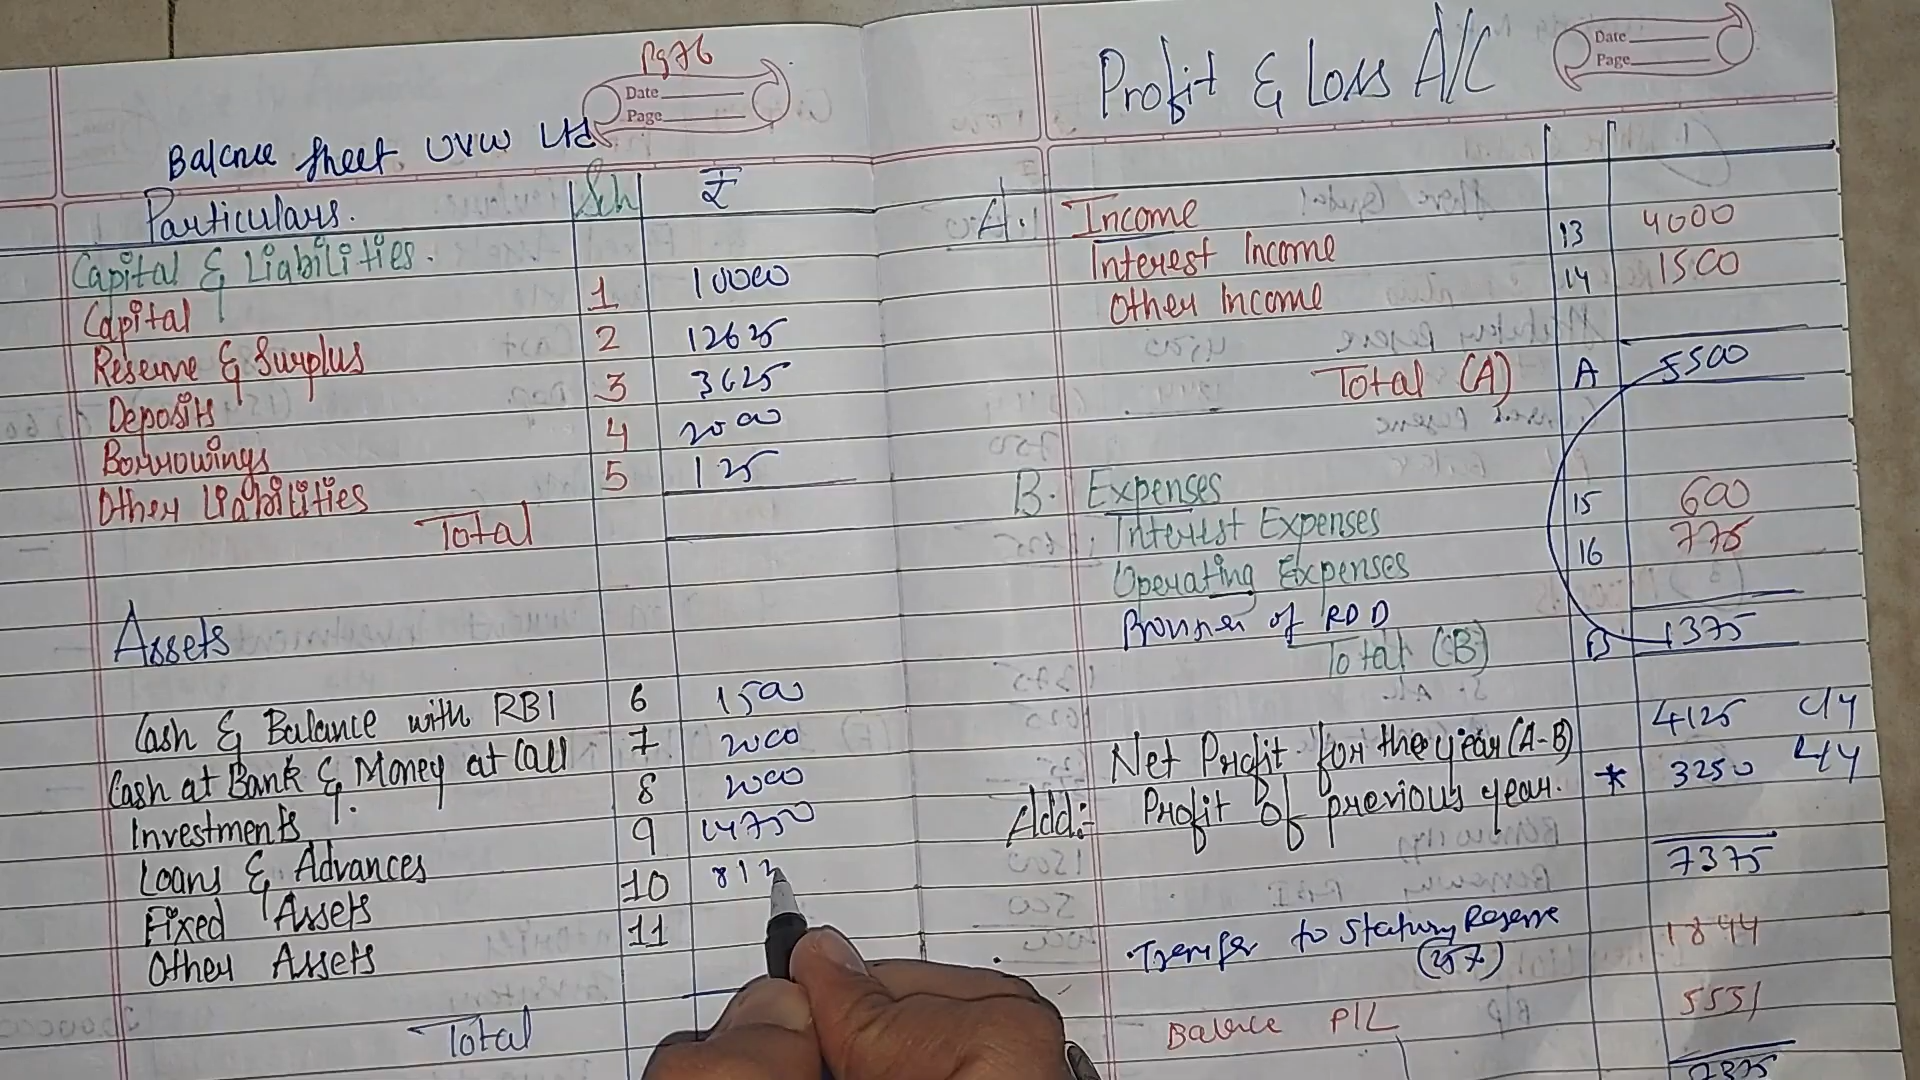 Pg 76
Date
Page
Balance Sheet UVW Ltd
Particulars. Sch ₹
Capital & Liabilities.
Capital 1 10000
Reserve & Surplus 2 12625
Deposits 3 3625
Borrowings 4 2000
Other Liabilities 5 125
Total
Assets
Cash & Balance with RBI 6 1500
Cash at Bank & Money at Call 7 2000
Investments 8 2000
Loans & Advances 9 14750
Fixed Assets 10 812
Other Assets 11
Total
Profit & Loss A/C
Date
Page
A. Income
Interest Income 13 4000
Other Income 14 1500
Total (A) A 5500
B. Expenses
Interest Expenses 15 600
Operating Expenses 16 775
of RDD
Total (B) B 1375
Net Profit for the year (A-B) 4125 C/Y
Add:- Profit of previous year. * 3250 L/Y
7375
Transfer to Statury Reserve 1844
(25%)
Balance P/L 5531
7375